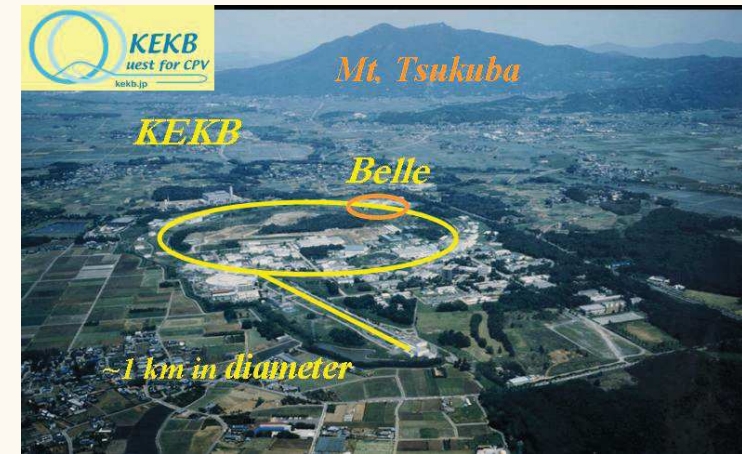 KEKB
uest for CPV
kekb.jp
Mt. Tsukuba
KEKB
Belle
~1 km in diameter